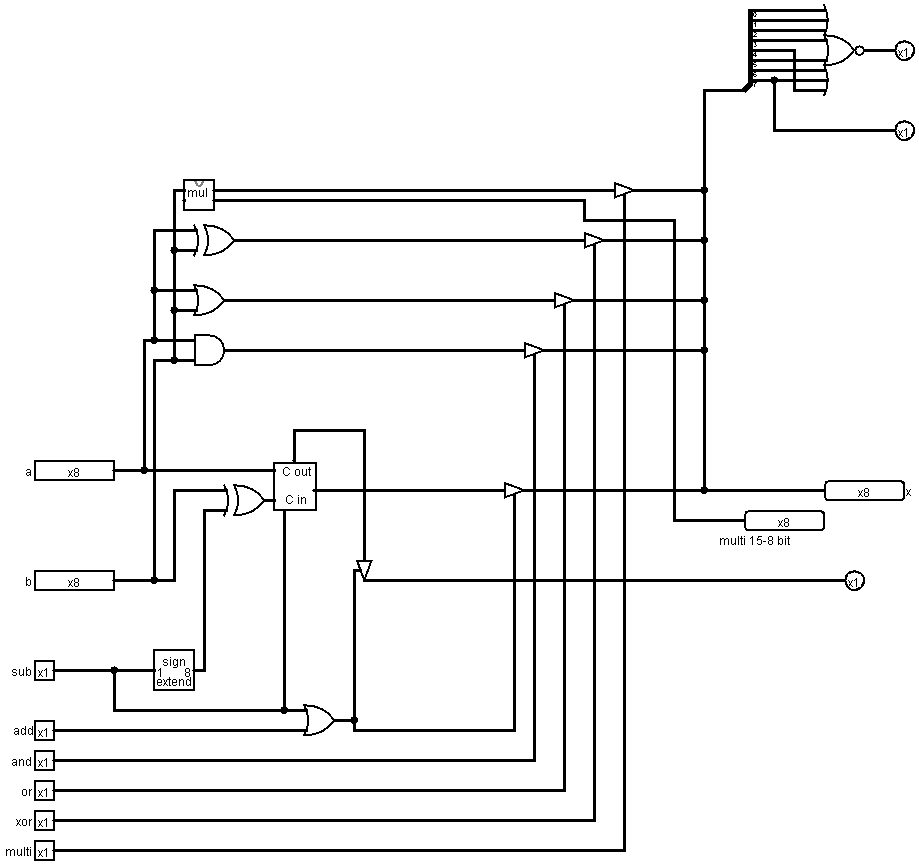 x1
x1
mul
C out
a x8
C in
x8 x
x8
multi 15-8 bit
b x8
x1
sign
sub x1 1 8
extend
add x1
and x1
or x1
xor x1
multi x1